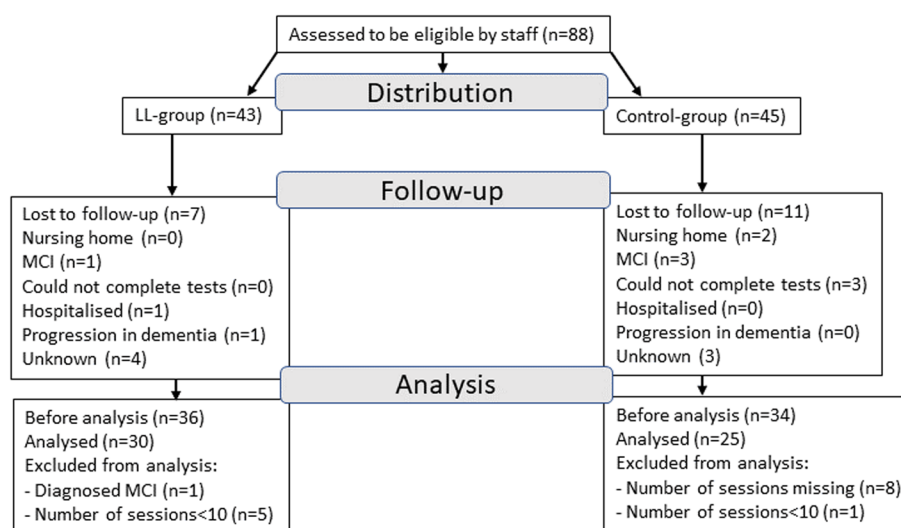 Assessed to be eligible by staff (n=88)
Distribution
LL-group (n=43)
Control-group (n=45)
Follow-up
Lost to follow-up (n=7)
Nursing home (n=0)
MCI (n=1)
Could not complete tests (n=0)
Hospitalised (n=1)
Progression in dementia (n=1)
Unknown (n=4)
Lost to follow-up (n=11)
Nursing home (n=2)
MCI (n=3)
Could not complete tests (n=3)
Hospitalised (n=0)
Progression in dementia (n=0)
Unknown (3)
Analysis
Before analysis (n=36)
Analysed (n=30)
Excluded from analysis:
- Diagnosed MCI (n=1)
- Number of sessions<10 (n=5)
Before analysis (n=34)
Analysed (n=25)
Excluded from analysis:
- Number of sessions missing (n=8)
- Number of sessions<10 (n=1)